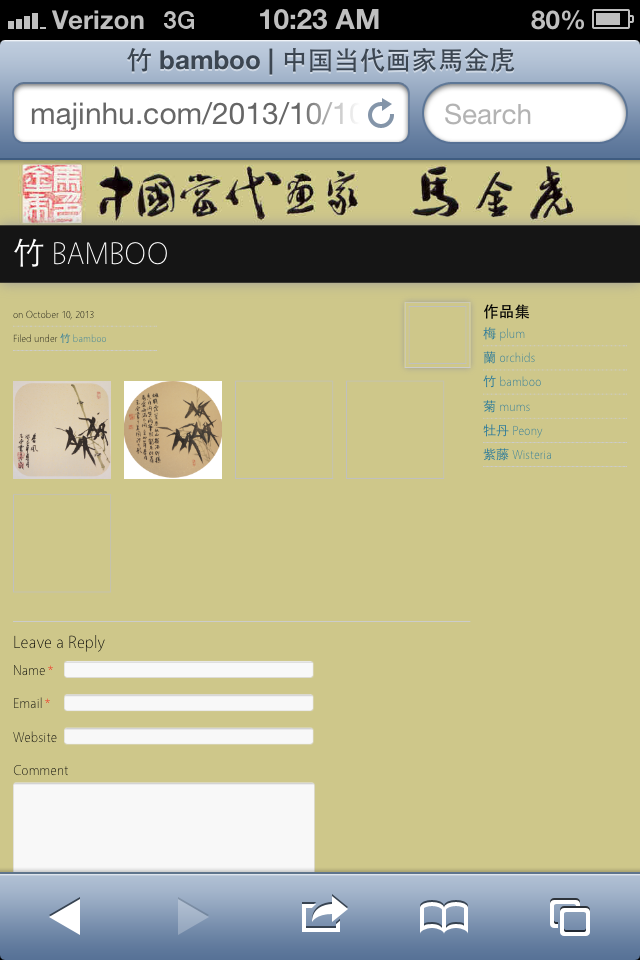 Verizon 3G 10:23 AM 80%
竹 bamboo | 中国当代画家馬金虎
majinhu.com/2013/10/10
Search
中國當代画家 馬金虎
竹 BAMBOO
on October 10, 2013
Filed under 竹 bamboo
作品集
梅 plum
蘭 orchids
竹 bamboo
菊 mums
牡丹 Peony
紫藤 Wisteria
Leave a Reply
Name *
Email *
Website
Comment